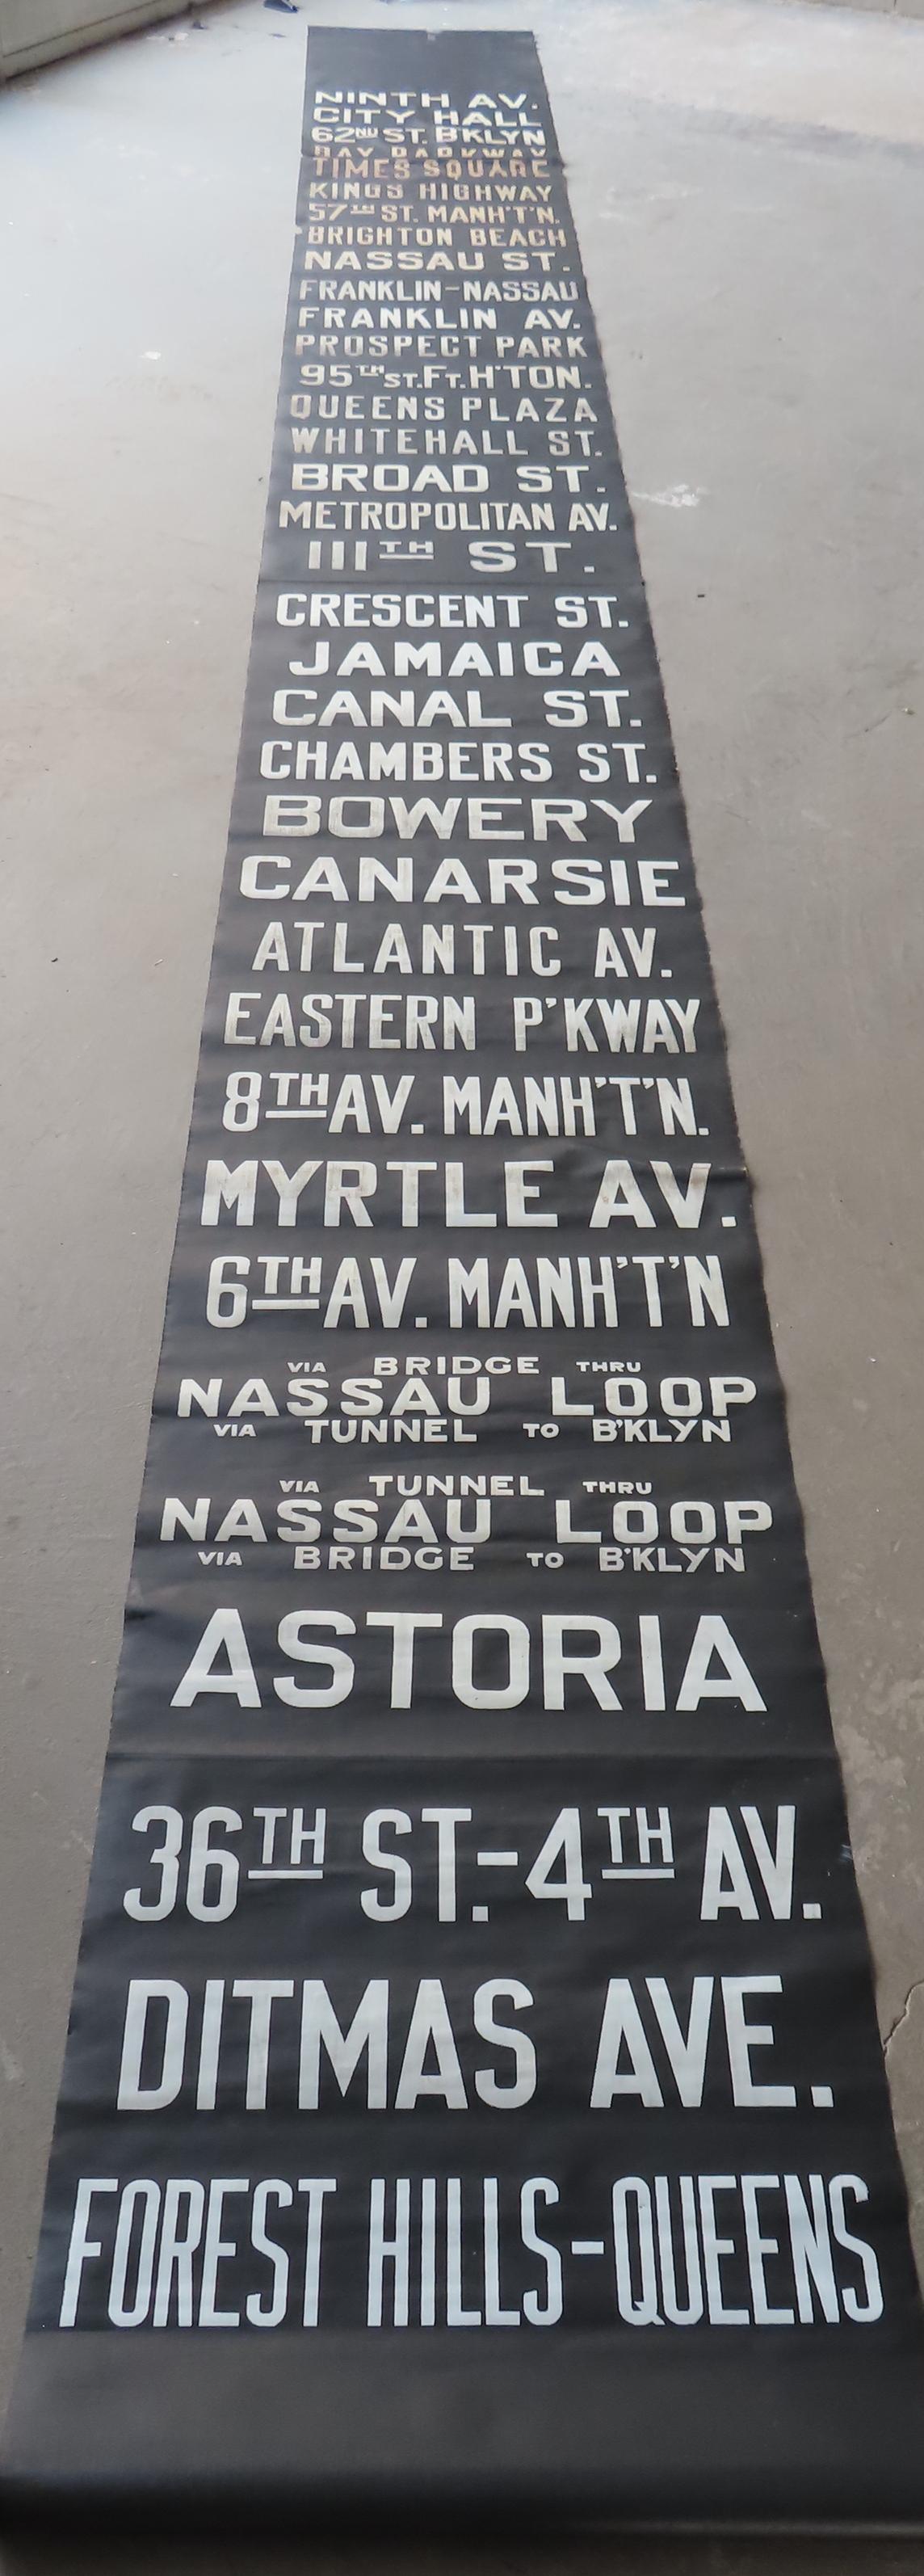 NINTH AV.
CITY HALL
62ND ST. B'KLYN
BAY PARKWAY
TIMES SQUARE
KINGS HIGHWAY
57TH ST. MANH'T'N.
BRIGHTON BEACH
NASSAU ST.
FRANKLIN-NASSAU
FRANKLIN AV.
PROSPECT PARK
95TH ST. FT. H'TON.
QUEENS PLAZA
WHITEHALL ST.
BROAD ST.
METROPOLITAN AV.
111TH ST.
CRESCENT ST.
JAMAICA
CANAL ST.
CHAMBERS ST.
BOWERY
CANARSIE
ATLANTIC AV.
EASTERN P'KWAY
8TH AV. MANH'T'N.
MYRTLE AV.
6TH AV. MANH'T'N
VIA BRIDGE THRU
NASSAU LOOP
VIA TUNNEL TO B'KLYN
VIA TUNNEL THRU
NASSAU LOOP
VIA BRIDGE TO B'KLYN
ASTORIA
36TH ST.-4TH AV.
DITMAS AVE.
FOREST HILLS-QUEENS